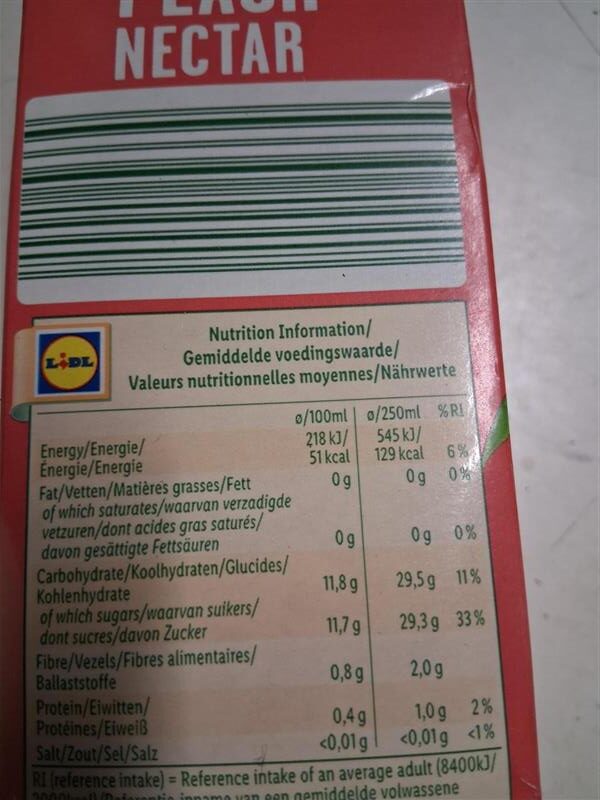 NECTAR
LIDL
Nutrition Information/
Gemiddelde voedingswaarde/
Valeurs nutritionnelles moyennes/Nährwerte
ø/100ml ø/250ml %RI
Energy/Energie/ 218 kJ/ 545 kJ/
Énergie/Energie 51 kcal 129 kcal 6%
Fat/Vetten/Matières grasses/Fett 0g 0g 0%
of which saturates/waarvan verzadigde
vetzuren/dont acides gras saturés/
davon gesättigte Fettsäuren 0g 0g 0%
Carbohydrate/Koolhydraten/Glucides/
Kohlenhydrate 11,8 g 29,5 g 11%
of which sugars/waarvan suikers/
dont sucres/davon Zucker 11,7 g 29,3 g 33%
Fibre/Vezels/Fibres alimentaires/
Ballaststoffe 0,8 g 2,0 g
Protein/Eiwitten/
Protéines/Eiweiß 0,4 g 1,0 g 2%
Salt/Zout/Sel/Salz <0,01 g <0,01 g <1%
RI (reference intake) = Reference intake of an average adult (8400kJ/
van een gemiddelde volwassene